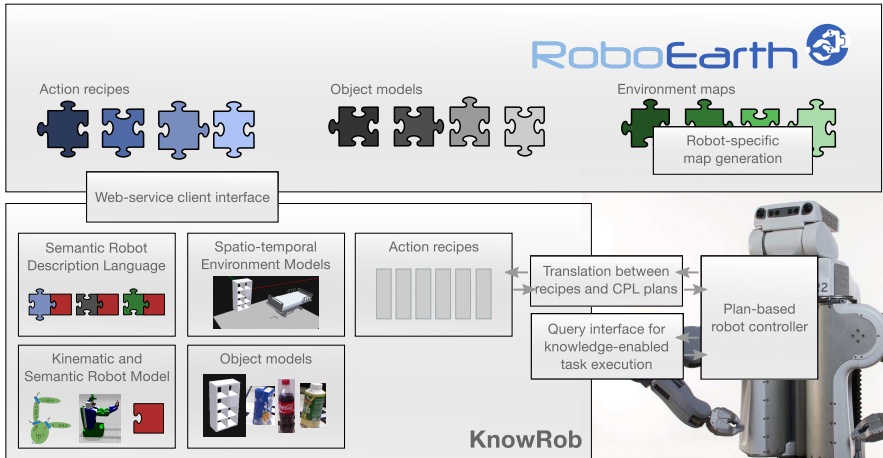 RoboEarth
Action recipes
Object models
Environment maps
Robot-specific
map generation
Web-service client interface
Semantic Robot
Description Language
Spatio-temporal
Environment Models
Action recipes
Translation between
recipes and CPL plans
Plan-based
robot controller
Query interface for
knowledge-enabled
task execution
Kinematic and
Semantic Robot Model
Object models
KnowRob